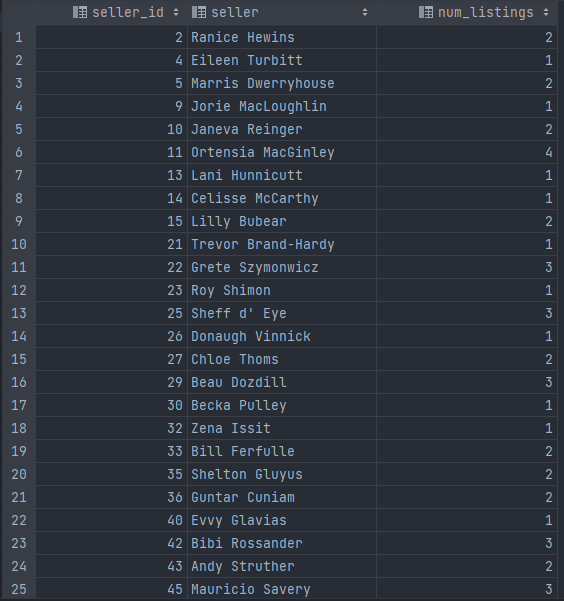 seller_id seller num_listings
1 2 Ranice Hewins 2
2 4 Eileen Turbitt 1
3 5 Marris Dwerryhouse 2
4 9 Jorie MacLoughlin 1
5 10 Janeva Reinger 2
6 11 Ortensia MacGinley 4
7 13 Lani Hunnicutt 1
8 14 Celisse McCarthy 1
9 15 Lilly Bubear 2
10 21 Trevor Brand-Hardy 1
11 22 Grete Szymonwicz 3
12 23 Roy Shimon 1
13 25 Sheff d' Eye 3
14 26 Donaugh Vinnick 1
15 27 Chloe Thoms 2
16 29 Beau Dozdill 3
17 30 Becka Pulley 1
18 32 Zena Issit 1
19 33 Bill Ferfulle 2
20 35 Shelton Gluyus 2
21 36 Guntar Cuniam 2
22 40 Evvy Glavias 1
23 42 Bibi Rossander 3
24 43 Andy Struther 2
25 45 Mauricio Savery 3